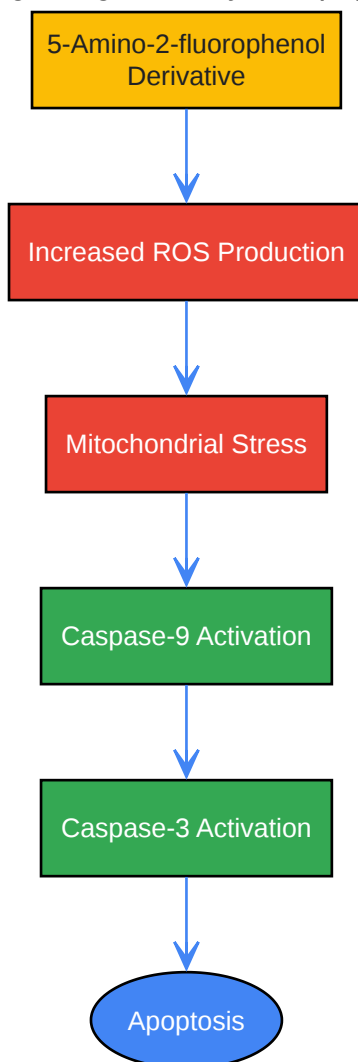 5-Amino-2-fluorophenol
Derivative
Increased ROS Production
Mitochondrial Stress
Caspase-9 Activation
Caspase-3 Activation
Apoptosis